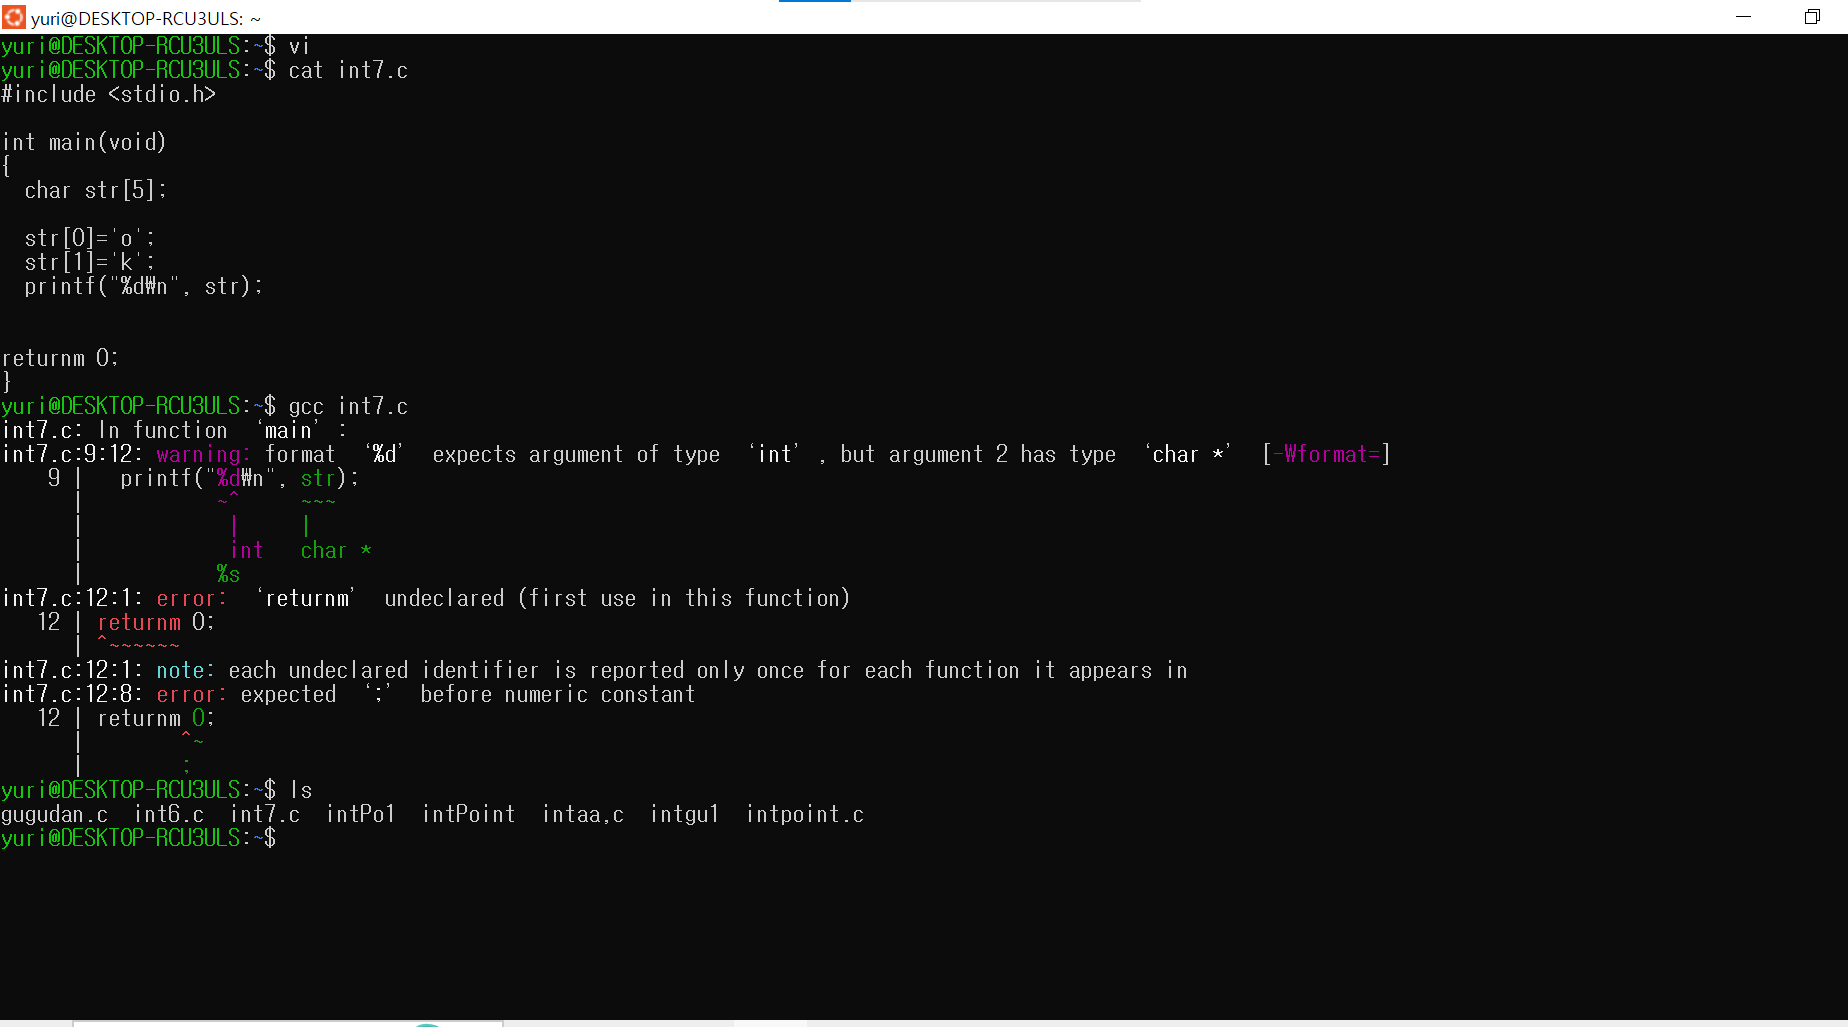 yuri@DESKTOP-RCU3ULS: ~
yuri@DESKTOP-RCU3ULS:~$ vi
yuri@DESKTOP-RCU3ULS:~$ cat int7.c
#include <stdio.h>
int main(void)
{
  char str[5];
  str[0]='o';
  str[1]='k';
  printf("%d₩n", str);
returnm 0;
}
yuri@DESKTOP-RCU3ULS:~$ gcc int7.c
int7.c: In function ‘main’ :
int7.c:9:12: warning: format ‘%d’ expects argument of type ‘int’ , but argument 2 has type ‘char *’ [-Wformat=]
    9 |   printf("%d₩n", str);
      |           ~^     ~~~
      |            |     |
      |            int   char *
      |           %s
int7.c:12:1: error: ‘returnm’ undeclared (first use in this function)
   12 | returnm 0;
      | ^~~~~~~
int7.c:12:1: note: each undeclared identifier is reported only once for each function it appears in
int7.c:12:8: error: expected ‘;’ before numeric constant
   12 | returnm 0;
      |        ^~
      |        ;
yuri@DESKTOP-RCU3ULS:~$ ls
gugudan.c  int6.c  int7.c  intPo1  intPoint  intaa,c  intgu1  intpoint.c
yuri@DESKTOP-RCU3ULS:~$